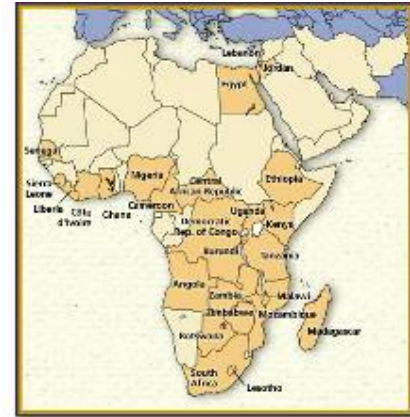 Lebanon
Jordan
Egypt
Senegal
Nigeria
Ethiopia
Sierra
Leone
Central
African Republic
Liberia
Côte
d'Ivoire
Ghana
Cameroon
Uganda
Democratic
Rep. of Congo
Kenya
Burundi
Tanzania
Angola
Malawi
Zambia
Mozambique
Zimbabwe
Madagascar
Botswana
South
Africa
Lesotho